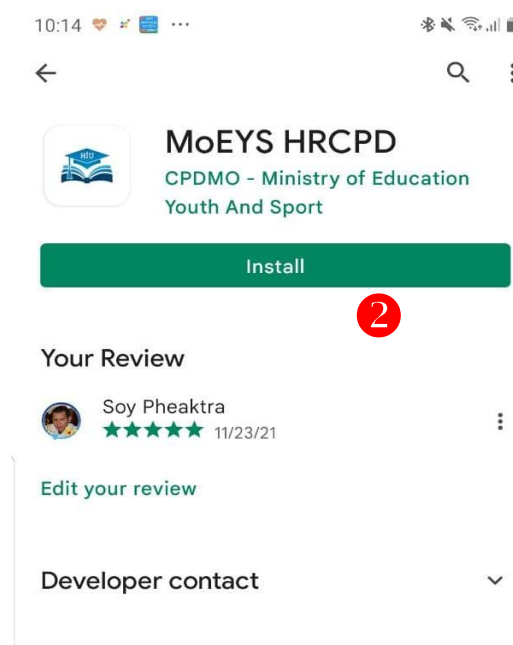 10:14
MoEYS HRCPD
CPDMO - Ministry of Education
Youth And Sport
Install
2
Your Review
Soy Pheaktra
11/23/21
Edit your review
Developer contact